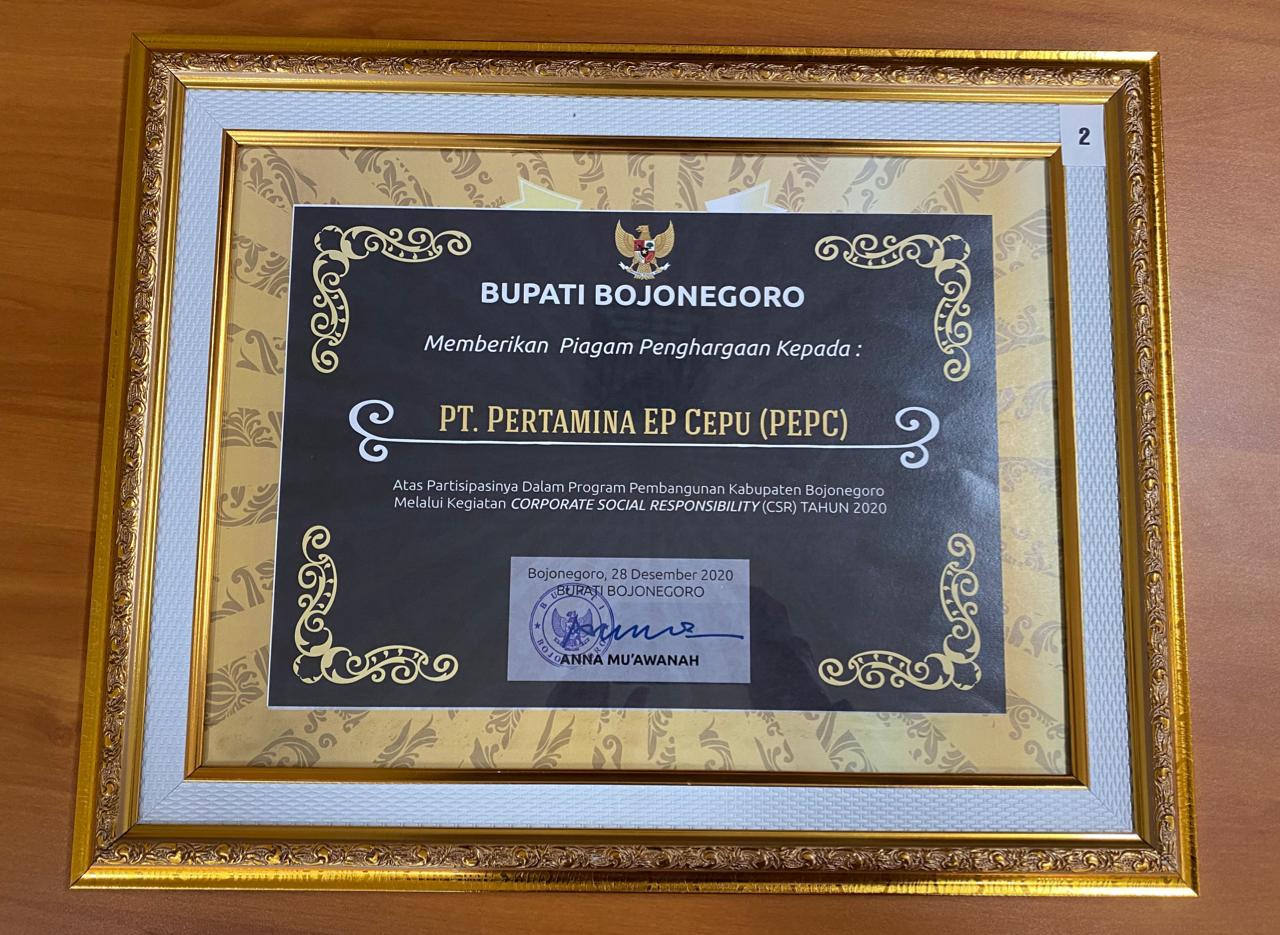 2
BUPATI BOJONEGORO
Memberikan Piagam Penghargaan Kepada :
PT. PERTAMINA EP CEPU (PEPC)
Atas Partisipasinya Dalam Program Pembangunan Kabupaten Bojonegoro
Melalui Kegiatan CORPORATE SOCIAL RESPONSIBILITY (CSR) TAHUN 2020
Bojonegoro, 28 Desember 2020
BUPATI BOJONEGORO
BUPATI
ANNA MU'AWANAH